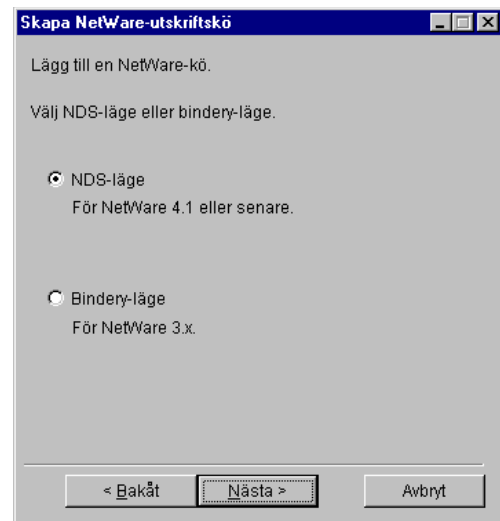 Skapa NetWare-utskriftskö
Lägg till en NetWare-kö.
Välj NDS-läge eller bindery-läge.
NDS-läge
För NetWare 4.1 eller senare.
Bindery-läge
För NetWare 3.x.
< Bakåt
Nästa >
Avbryt